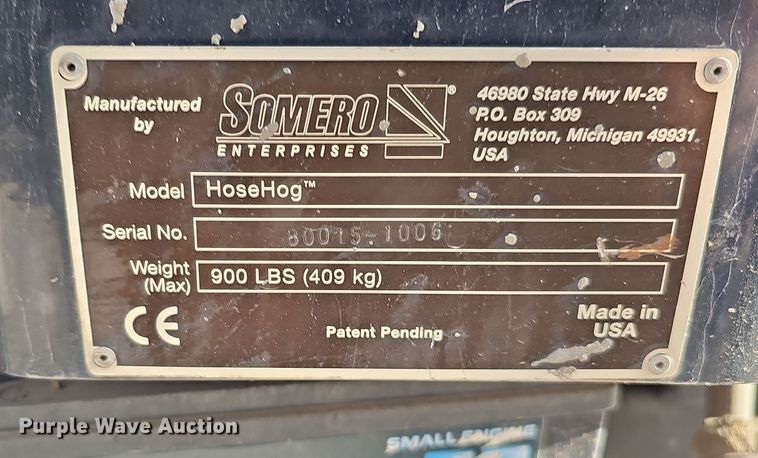 Manufactured
by
SOMERO®
ENTERPRISES
46980 State Hwy M-26
P.O. Box 309
Houghton, Michigan 49931
USA
Model HoseHog™
Serial No. 80015-1006
Weight
(Max) 900 LBS (409 kg)
CE
Patent Pending
Made in
USA
Purple Wave Auction
SMALL ENGINE